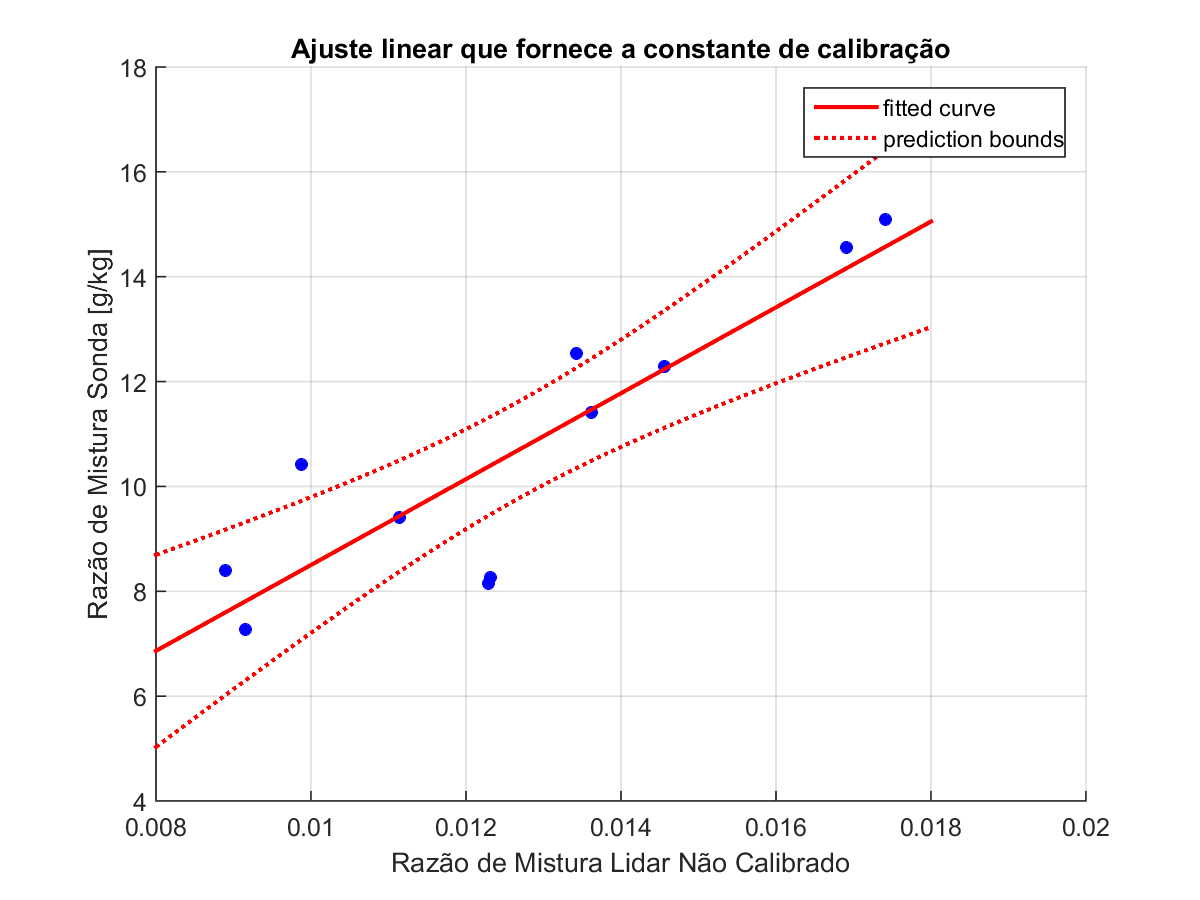 Ajuste linear que fornece a constante de calibração
18
16
14
12
10
8
6
4
Razão de Mistura Sonda [g/kg]
fitted curve
prediction bounds
0.008 0.01 0.012 0.014 0.016 0.018 0.02
Razão de Mistura Lidar Não Calibrado